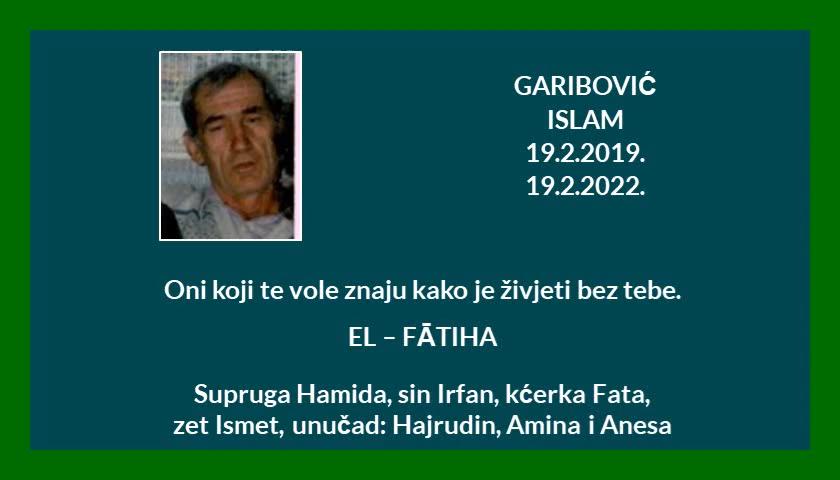 GARIBOVIĆ
ISLAM
19.2.2019.
19.2.2022.
Oni koji te vole znaju kako je živjeti bez tebe.
EL – FĀTIHA
Supruga Hamida, sin Irfan, kćerka Fata,
zet Ismet, unučad: Hajrudin, Amina i Anesa